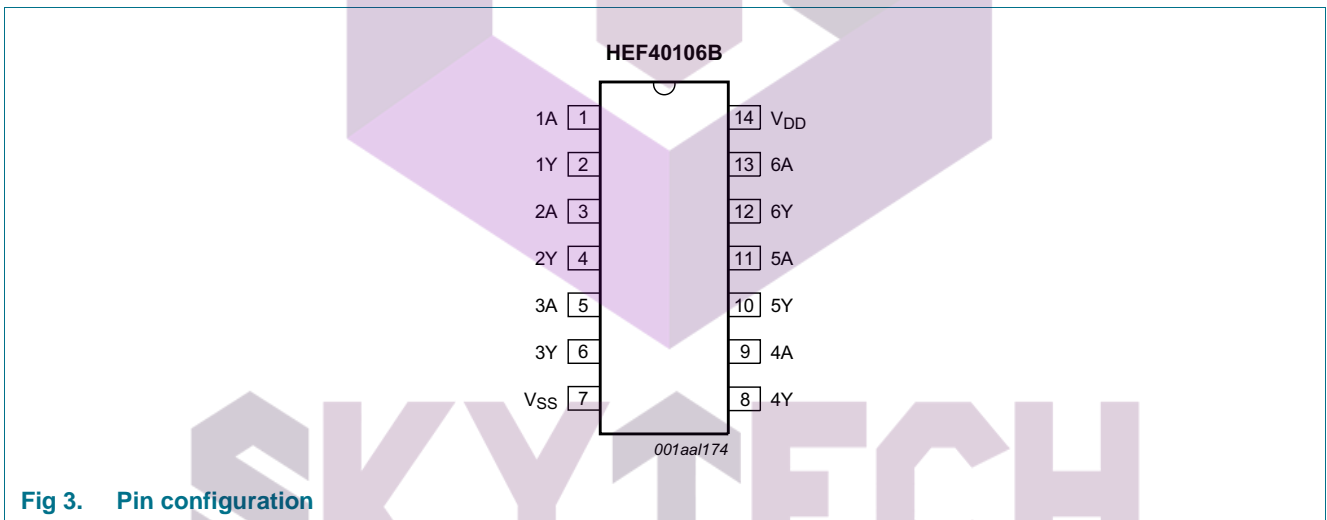 HEF40106B
1A 1
14 VDD
1Y 2
13 6A
2A 3
12 6Y
2Y 4
11 5A
3A 5
10 5Y
3Y 6
9 4A
VSS 7
8 4Y
001aal174
SKYTECH
Fig 3. Pin configuration